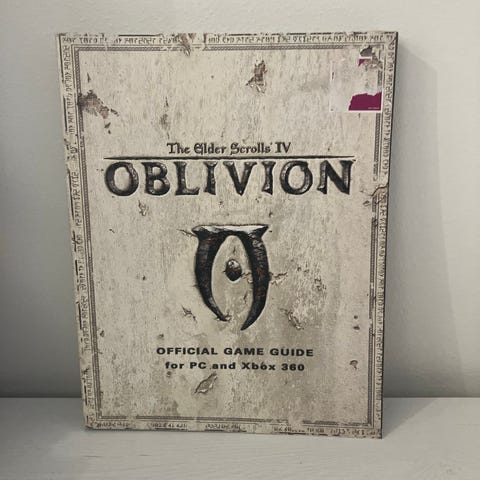 The Elder Scrolls IV
OBLIVION
OFFICIAL GAME GUIDE
for PC and Xbox 360